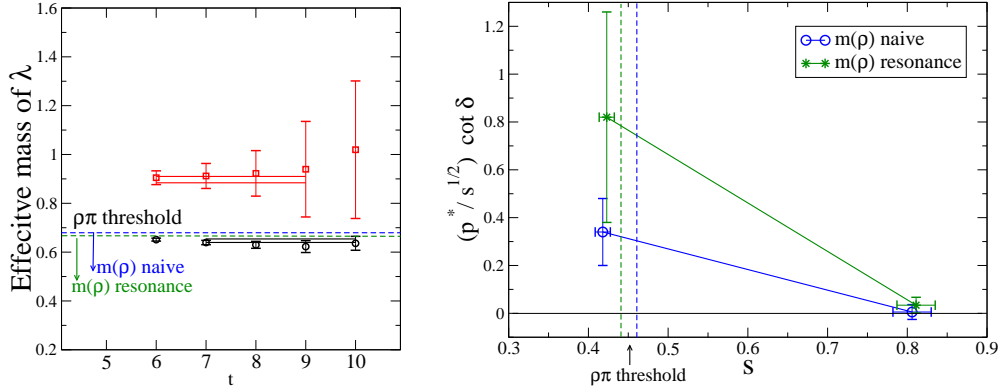 Effecitve mass of λ
1.6
1.4
1.2
1
0.8
0.6
0.4
0.2
ρπ threshold
m(ρ) naive
m(ρ) resonance
5 6 7 8 9 10
t
(p* / s^1/2) cot δ
1.2
1
0.8
0.6
0.4
0.2
0
m(ρ) naive
m(ρ) resonance
0.3 0.4 0.5 0.6 0.7 0.8 0.9
s
ρπ threshold